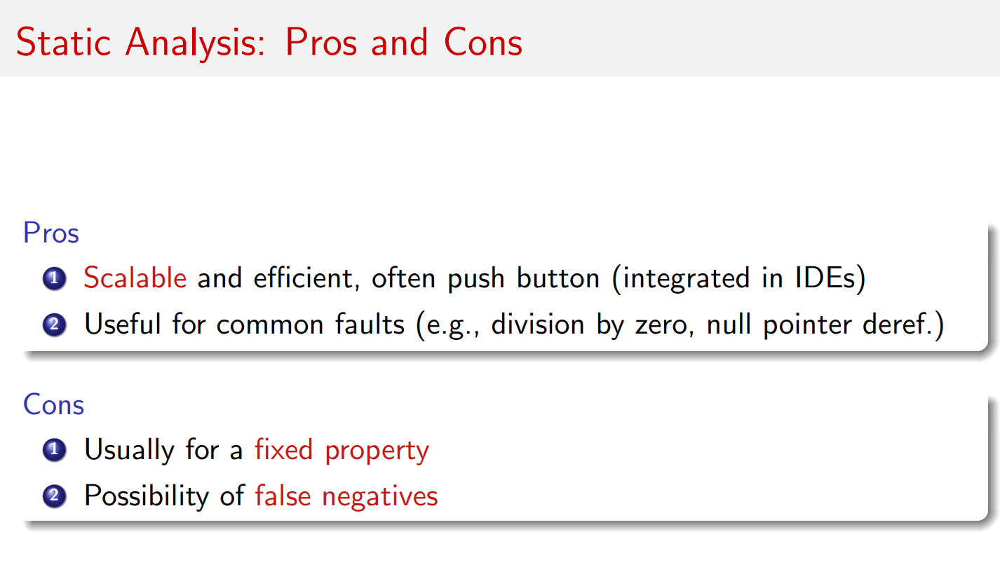 Static Analysis: Pros and Cons
Pros
1 Scalable and efficient, often push button (integrated in IDEs)
2 Useful for common faults (e.g., division by zero, null pointer deref.)
Cons
1 Usually for a fixed property
2 Possibility of false negatives